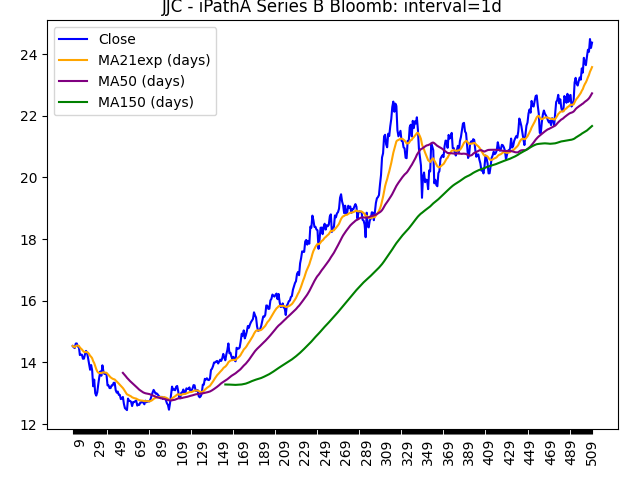 JJC - iPathA Series B Bloomb: interval=1d
Close
MA21exp (days)
MA50 (days)
MA150 (days)
24
22
20
18
16
14
12
9 29 49 69 89 109 129 149 169 189 209 229 249 269 289 309 329 349 369 389 409 429 449 469 489 509